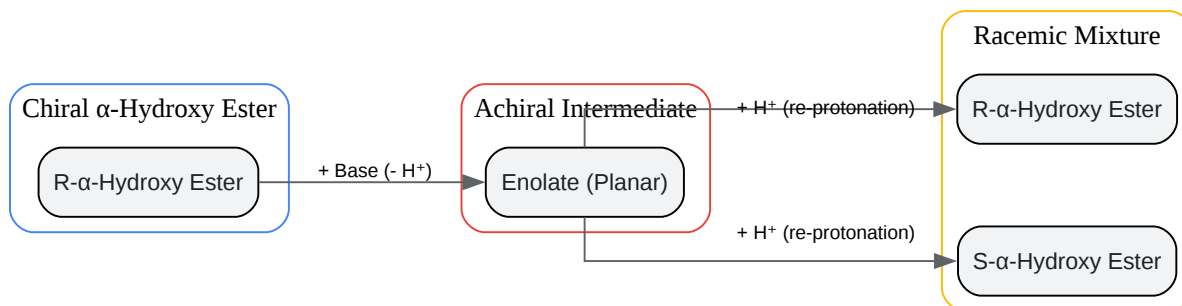 Chiral α-Hydroxy Ester
R-α-Hydroxy Ester
+ Base (- H⁺)
Achiral Intermediate
Enolate (Planar)
+ H⁺ (re-protonation)
+ H⁺ (re-protonation)
Racemic Mixture
R-α-Hydroxy Ester
S-α-Hydroxy Ester